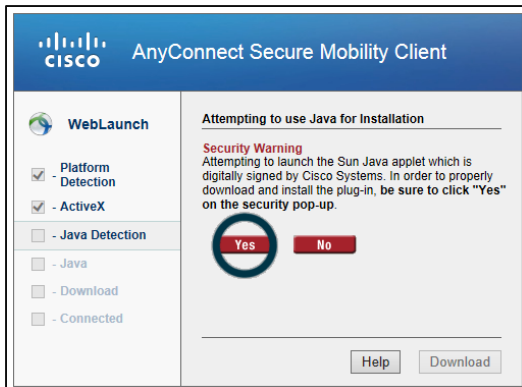 CISCO
AnyConnect Secure Mobility Client
WebLaunch
- Platform
Detection
- ActiveX
- Java Detection
- Java
- Download
- Connected
Attempting to use Java for Installation
Security Warning
Attempting to launch the Sun Java applet which is
digitally signed by Cisco Systems. In order to properly
download and install the plug-in, be sure to click "Yes"
on the security pop-up.
Yes
No
Help
Download